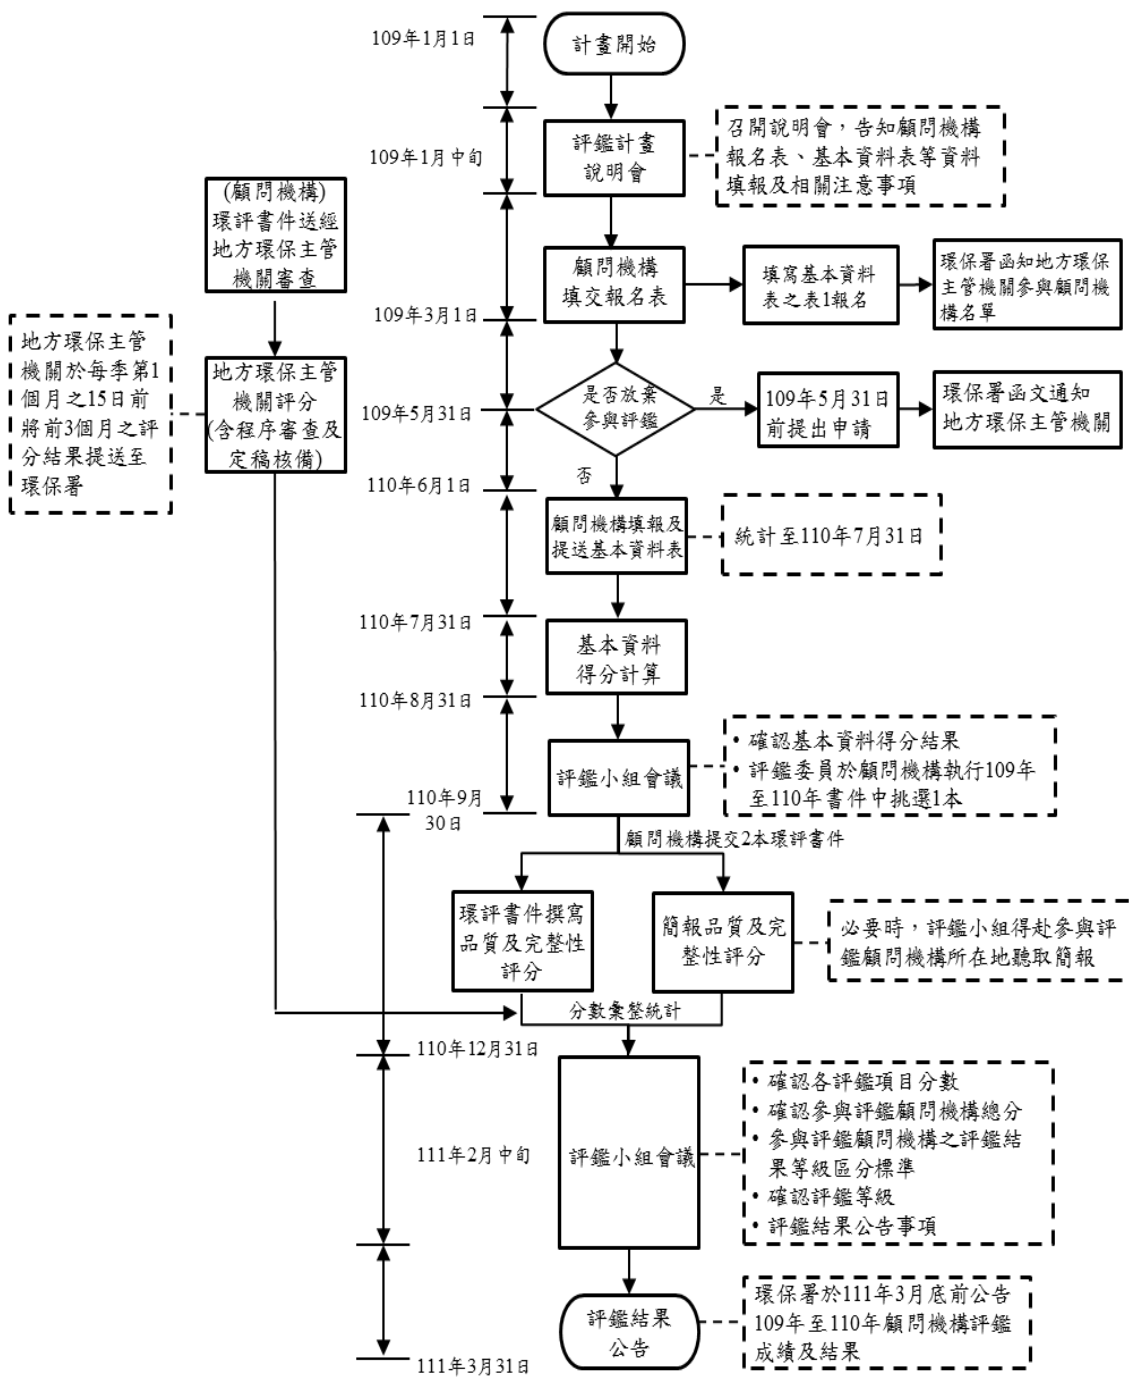 109年1月1日
計畫開始
109年1月中旬
評鑑計畫
說明會
召開說明會，告知顧問機構
報名表、基本資料表等資料
填報及相關注意事項
(顧問機構)
環評書件送經
地方環保主管
機關審查
顧問機構
填交報名表
填寫基本資料
表之表1報名
環保署函知地方環保
主管機關參與顧問機
構名單
109年3月1日
地方環保主管
機關於每季第1
個月之15日前
將前3個月之評
分結果提送至
環保署
地方環保主管
機關評分
(含程序審查及
定稿核備)
是否放棄
參與評鑑
是
109年5月31日
前提出申請
環保署函文通知
地方環保主管機關
109年5月31日
否
110年6月1日
顧問機構填報及
提送基本資料表
統計至110年7月31日
110年7月31日
基本資料
得分計算
110年8月31日
評鑑小組會議
• 確認基本資料得分結果
• 評鑑委員於顧問機構執行109年
至110年書件中挑選1本
110年9月
30日
顧問機構提交2本環評書件
環評書件撰寫
品質及完整性
評分
簡報品質及完
整性評分
必要時，評鑑小組得赴參與評
鑑顧問機構所在地聽取簡報
分數彙整統計
110年12月31日
111年2月中旬
評鑑小組會議
• 確認各評鑑項目分數
• 確認參與評鑑顧問機構總分
• 參與評鑑顧問機構之評鑑結
果等級區分標準
• 確認評鑑等級
• 評鑑結果公告事項
評鑑結果
公告
環保署於111年3月底前公告
109年至110年顧問機構評鑑
成績及結果
111年3月31日